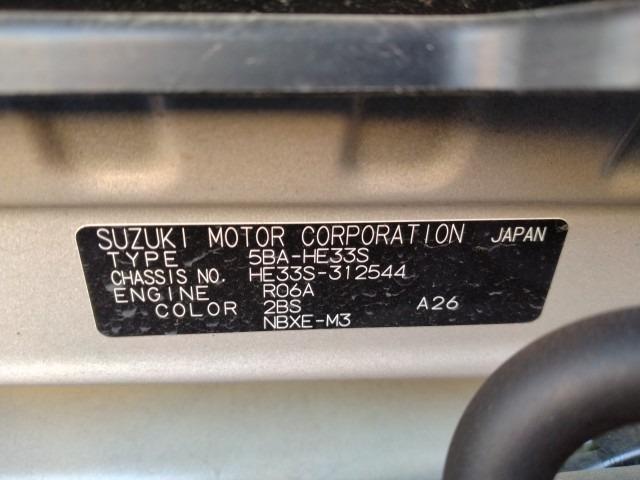 SUZUKI MOTOR CORPORATION JAPAN
TYPE 5BA-HE33S
CHASSIS NO. HE33S-312544
ENGINE R06A
COLOR 2BS A26
NBXE-M3